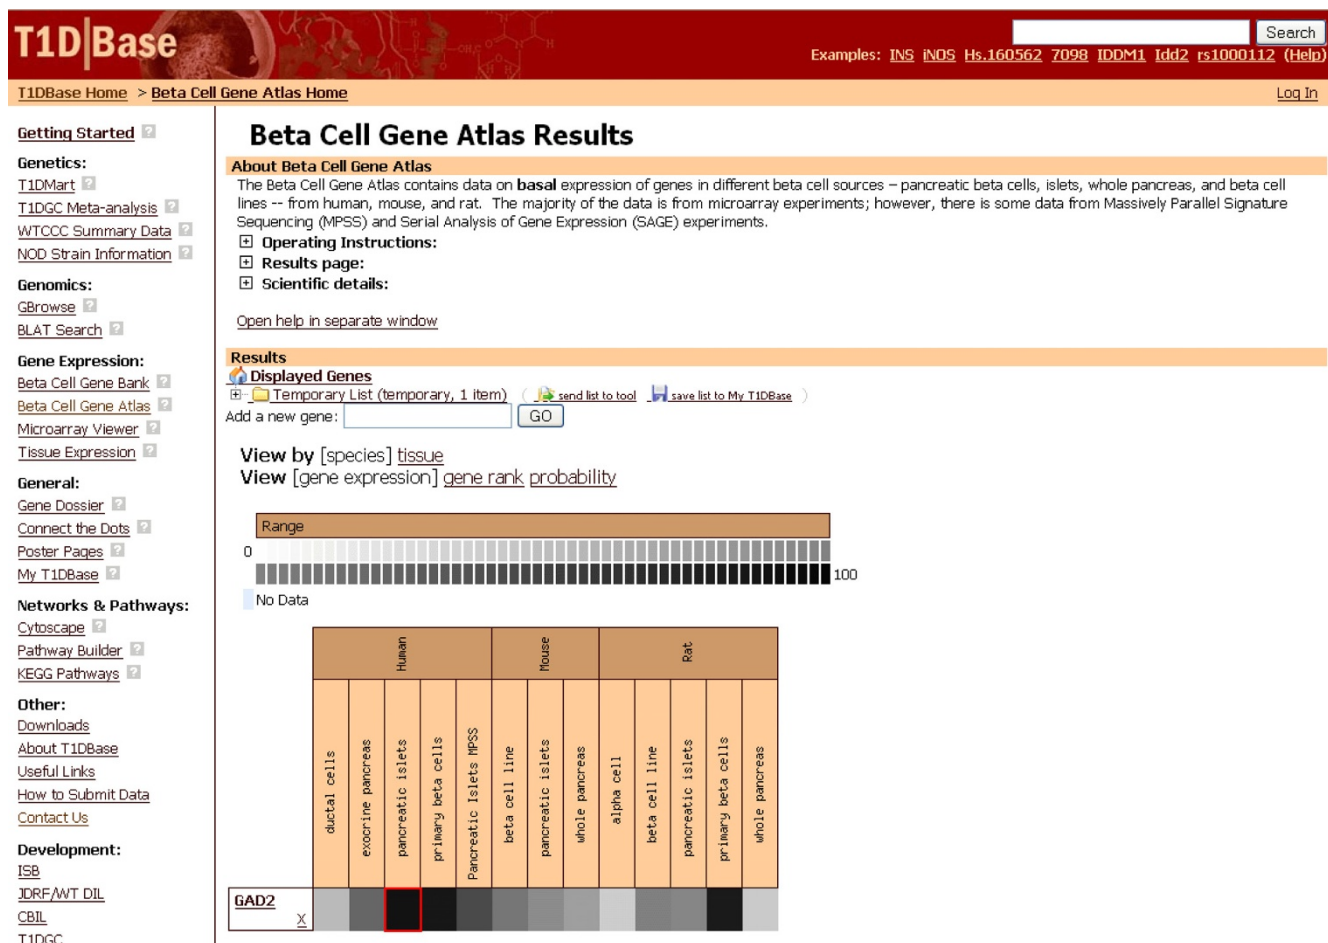 T1D|Base
Search
Examples: INS iNOS Hs.160562 7098 IDDM1 Idd2 rs1000112 (Help)
T1DBase Home > Beta Cell Gene Atlas Home
Log In
Getting Started ?
Genetics:
T1DMart ?
T1DGC Meta-analysis ?
WTCCC Summary Data ?
NOD Strain Information ?
Genomics:
GBrowse ?
BLAT Search ?
Gene Expression:
Beta Cell Gene Bank ?
Beta Cell Gene Atlas ?
Microarray Viewer ?
Tissue Expression ?
General:
Gene Dossier ?
Connect the Dots ?
Poster Pages ?
My T1DBase ?
Networks & Pathways:
Cytoscape ?
Pathway Builder ?
KEGG Pathways ?
Other:
Downloads
About T1DBase
Useful Links
How to Submit Data
Contact Us
Development:
ISB
JDRF/WT DIL
CBIL
T1DGC
Beta Cell Gene Atlas Results
About Beta Cell Gene Atlas
The Beta Cell Gene Atlas contains data on basal expression of genes in different beta cell sources – pancreatic beta cells, islets, whole pancreas, and beta cell
lines -- from human, mouse, and rat. The majority of the data is from microarray experiments; however, there is some data from Massively Parallel Signature
Sequencing (MPSS) and Serial Analysis of Gene Expression (SAGE) experiments.
Operating Instructions:
Results page:
Scientific details:
Open help in separate window
Results
Displayed Genes
Temporary List (temporary, 1 item) ( send list to tool save list to My T1DBase )
Add a new gene: GO
View by [species] tissue
View [gene expression] gene rank probability
Range
0
100
No Data
Human
Mouse
Rat
ductal cells
exocrine pancreas
pancreatic islets
primary beta cells
Pancreatic Islets MPSS
beta cell line
pancreatic islets
whole pancreas
alpha cell
beta cell line
pancreatic islets
primary beta cells
whole pancreas
GAD2
X